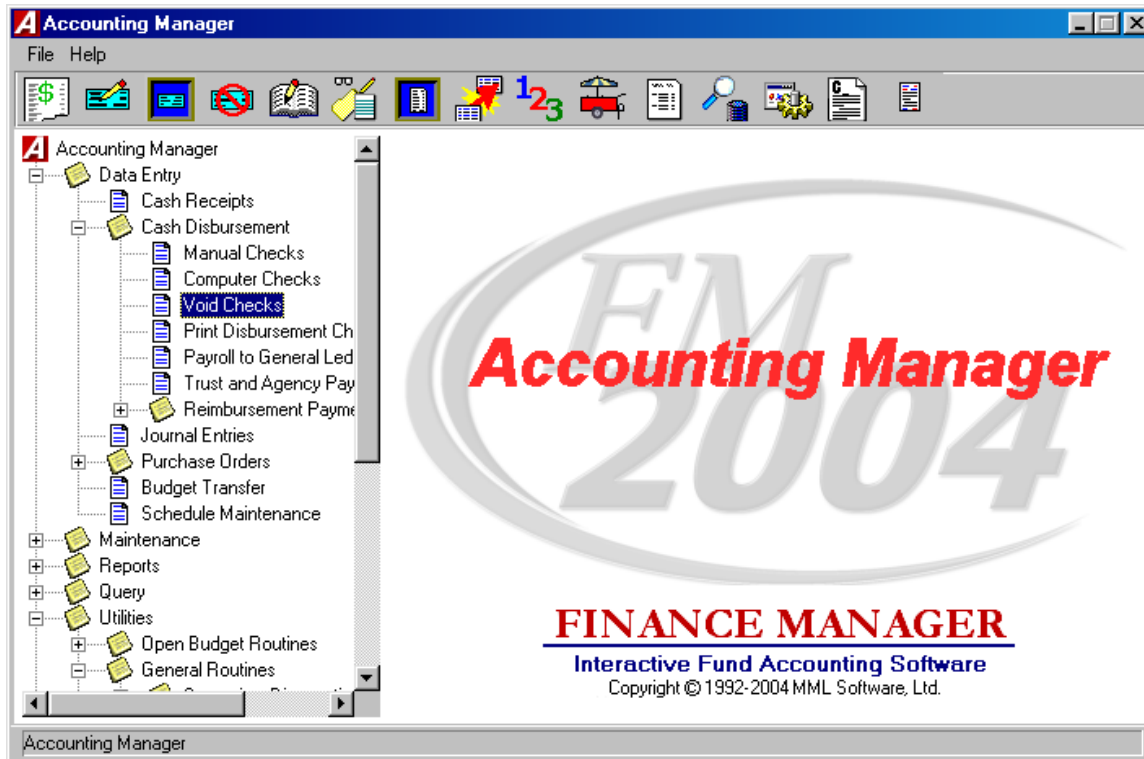 Accounting Manager
File Help
$
123
C
Accounting Manager
Data Entry
Cash Receipts
Cash Disbursement
Manual Checks
Computer Checks
Void Checks
Print Disbursement Ch
Payroll to General Led
Trust and Agency Pay
Reimbursement Payme
Journal Entries
Purchase Orders
Budget Transfer
Schedule Maintenance
Maintenance
Reports
Query
Utilities
Open Budget Routines
General Routines
FM
Accounting Manager
2004
FINANCE MANAGER
Interactive Fund Accounting Software
Copyright © 1992-2004 MML Software, Ltd.
Accounting Manager